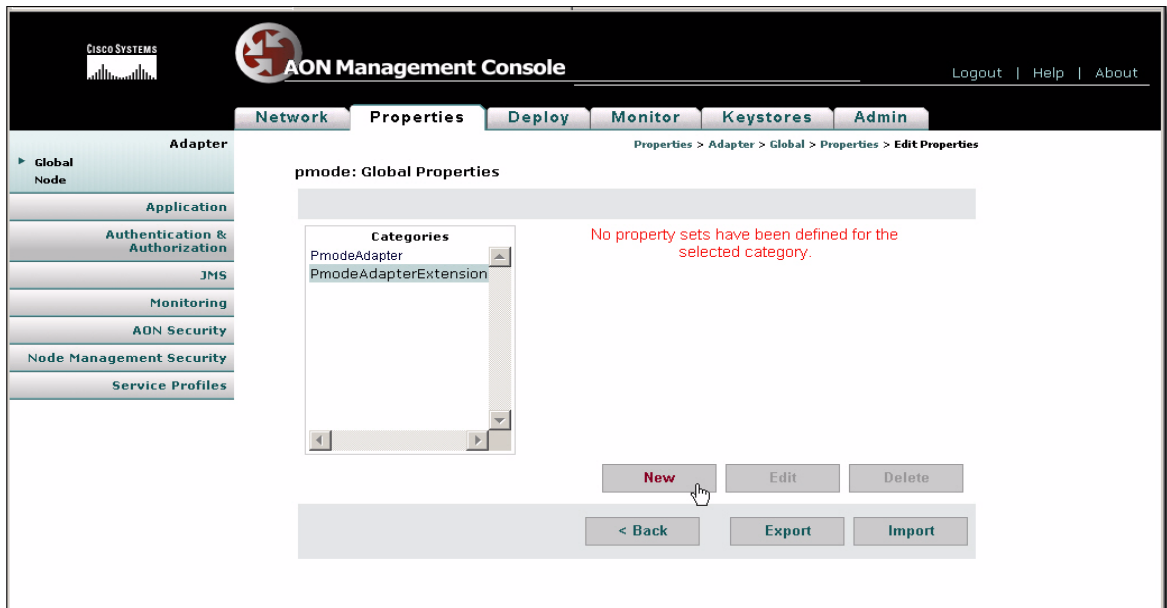 CISCO SYSTEMS
AON Management Console
Logout | Help | About
Network Properties Deploy Monitor Keystores Admin
Adapter
Global
Node
Application
Authentication &
Authorization
JMS
Monitoring
AON Security
Node Management Security
Service Profiles
Properties > Adapter > Global > Properties > Edit Properties
pmode: Global Properties
Categories
PmodeAdapter
PmodeAdapterExtension
No property sets have been defined for the
selected category.
New Edit Delete
< Back Export Import